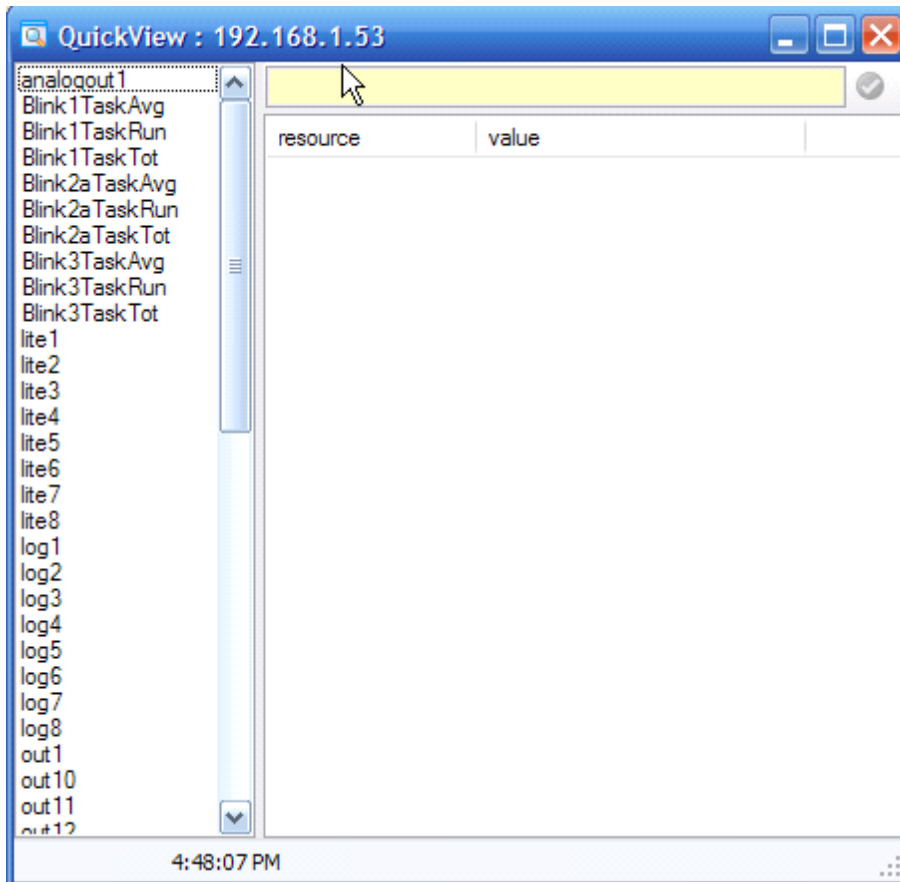 QuickView : 192.168.1.53
analogout1
Blink1TaskAvg
Blink1TaskRun
Blink1TaskTot
Blink2aTaskAvg
Blink2aTaskRun
Blink2aTaskTot
Blink3TaskAvg
Blink3TaskRun
Blink3TaskTot
lite1
lite2
lite3
lite4
lite5
lite6
lite7
lite8
log1
log2
log3
log4
log5
log6
log7
log8
out1
out10
out11
out12
resource value
4:48:07 PM